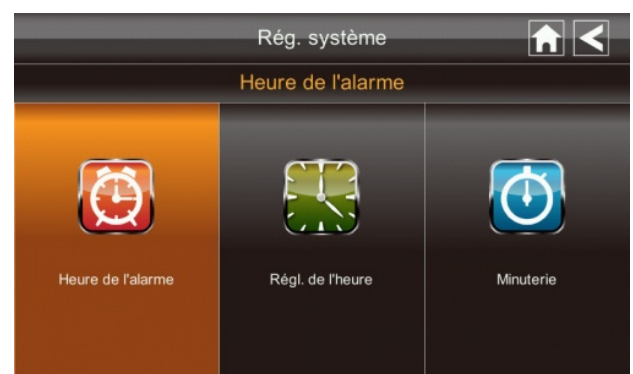 Rég. système
Heure de l'alarme
Heure de l'alarme
Régl. de l'heure
Minuterie